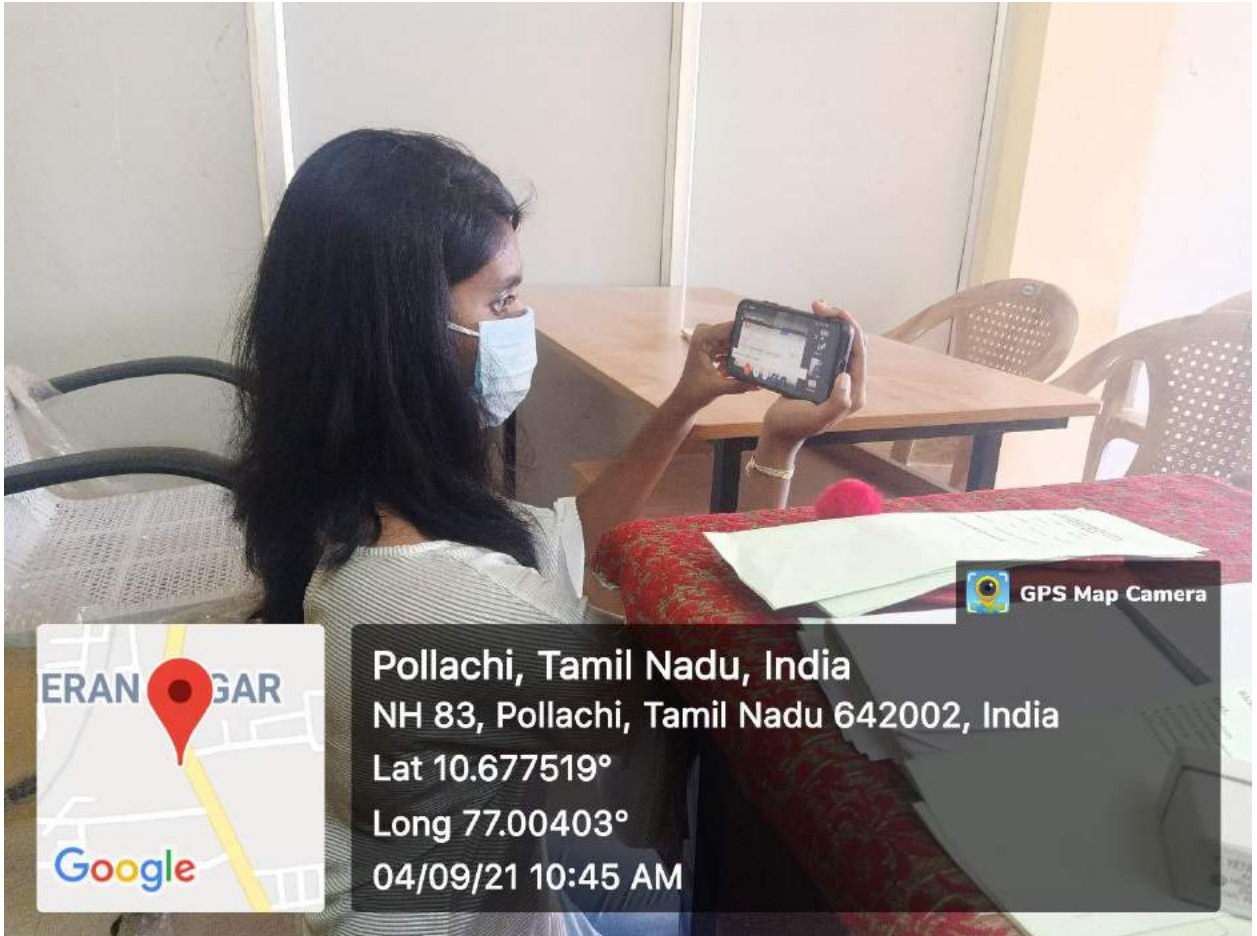 GPS Map Camera
ERAN GAR
Google
Pollachi, Tamil Nadu, India
NH 83, Pollachi, Tamil Nadu 642002, India
Lat 10.677519°
Long 77.00403°
04/09/21 10:45 AM